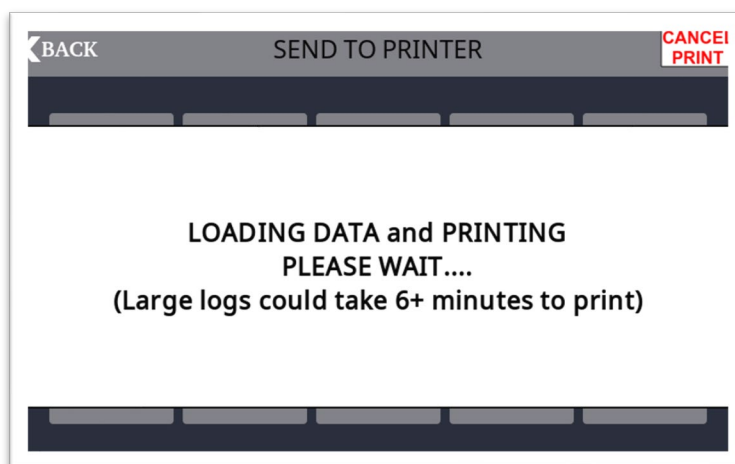 BACK
SEND TO PRINTER
CANCEL
PRINT
LOADING DATA and PRINTING
PLEASE WAIT....
(Large logs could take 6+ minutes to print)